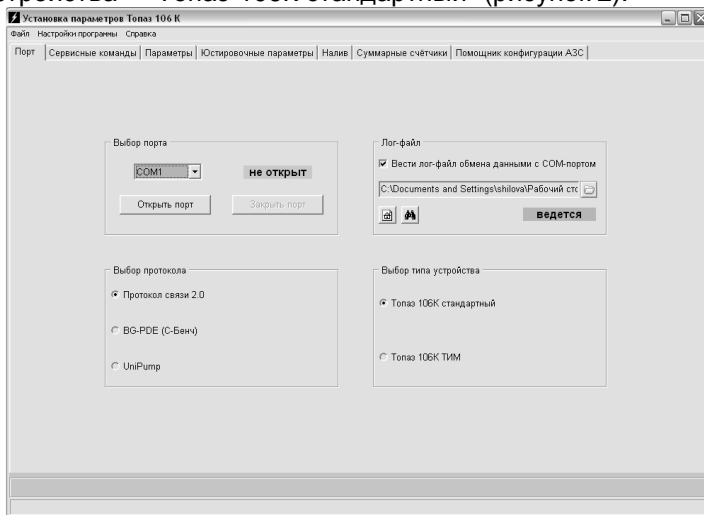 тройства – "Топаз-106К стандартный" (рисунок 2).
Установка параметров Топаз 106 К
Файл Настройки программы Справка
Порт Сервисные команды Параметры Юстировочные параметры Налив Суммарные счётчики Помощник конфигурации АЗС
Выбор порта
COM1 не открыт
Открыть порт Закрыть порт
Лог-файл
Вести лог-файл обмена данными с COM-портом
C:\Documents and Settings\shilova\Рабочий стс
ведется
Выбор протокола
Протокол связи 2.0
BG-PDE (С-Бенч)
UniPump
Выбор типа устройства
Топаз 106К стандартный
Топаз 106К ТИМ